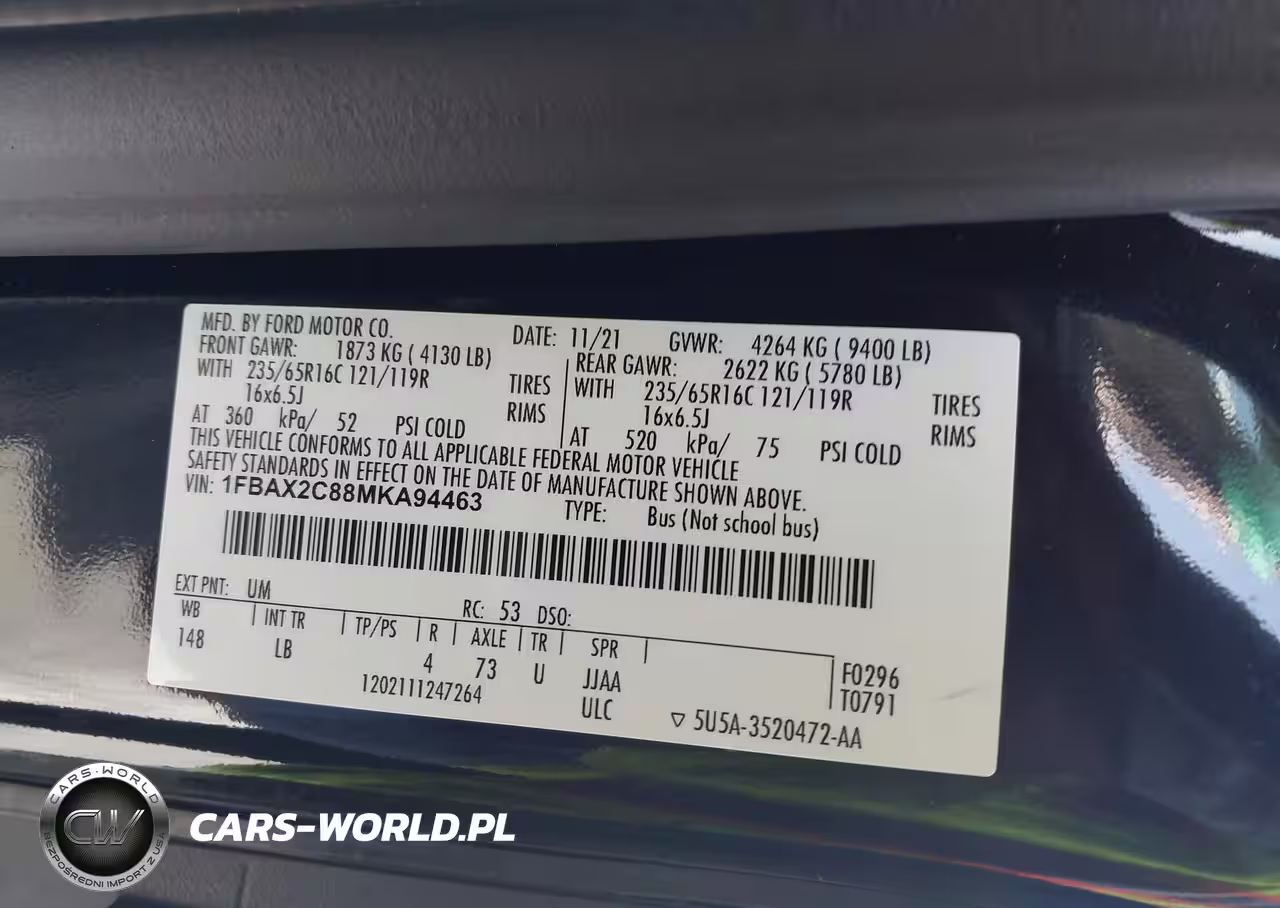 MFD. BY FORD MOTOR CO. DATE: 11/21 GVWR: 4264 KG ( 9400 LB)
FRONT GAWR: 1873 KG ( 4130 LB) REAR GAWR: 2622 KG ( 5780 LB)
WITH 235/65R16C 121/119R TIRES WITH 235/65R16C 121/119R TIRES
16x6.5J RIMS 16x6.5J RIMS
AT 360 kPa/ 52 PSI COLD AT 520 kPa/ 75 PSI COLD
THIS VEHICLE CONFORMS TO ALL APPLICABLE FEDERAL MOTOR VEHICLE
SAFETY STANDARDS IN EFFECT ON THE DATE OF MANUFACTURE SHOWN ABOVE.
VIN: 1FBAX2C88MKA94463 TYPE: Bus (Not school bus)
EXT PNT: UM RC: 53 DSO:
WB INT TR TP/PS R AXLE TR SPR
148 LB 4 73 U JJAA F0296
1202111247264 ULC T0791
▽ 5U5A-3520472-AA
CARS-WORLD
CW
BEZPOŚREDNI IMPORT Z USA
CARS-WORLD.PL